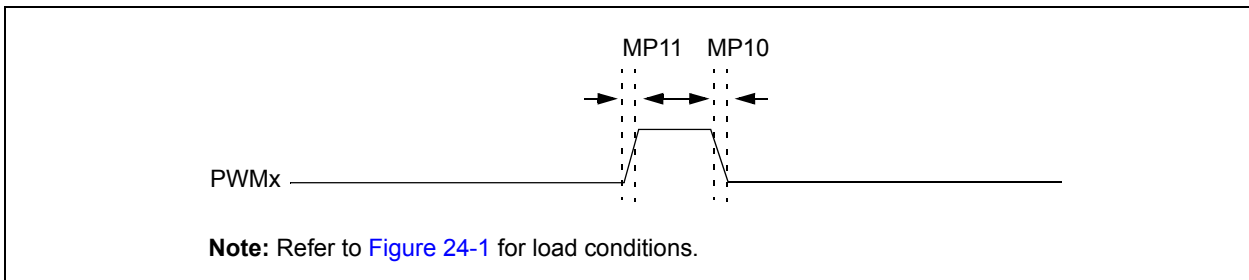 MP11 MP10
PWMx
Note: Refer to Figure 24-1 for load conditions.